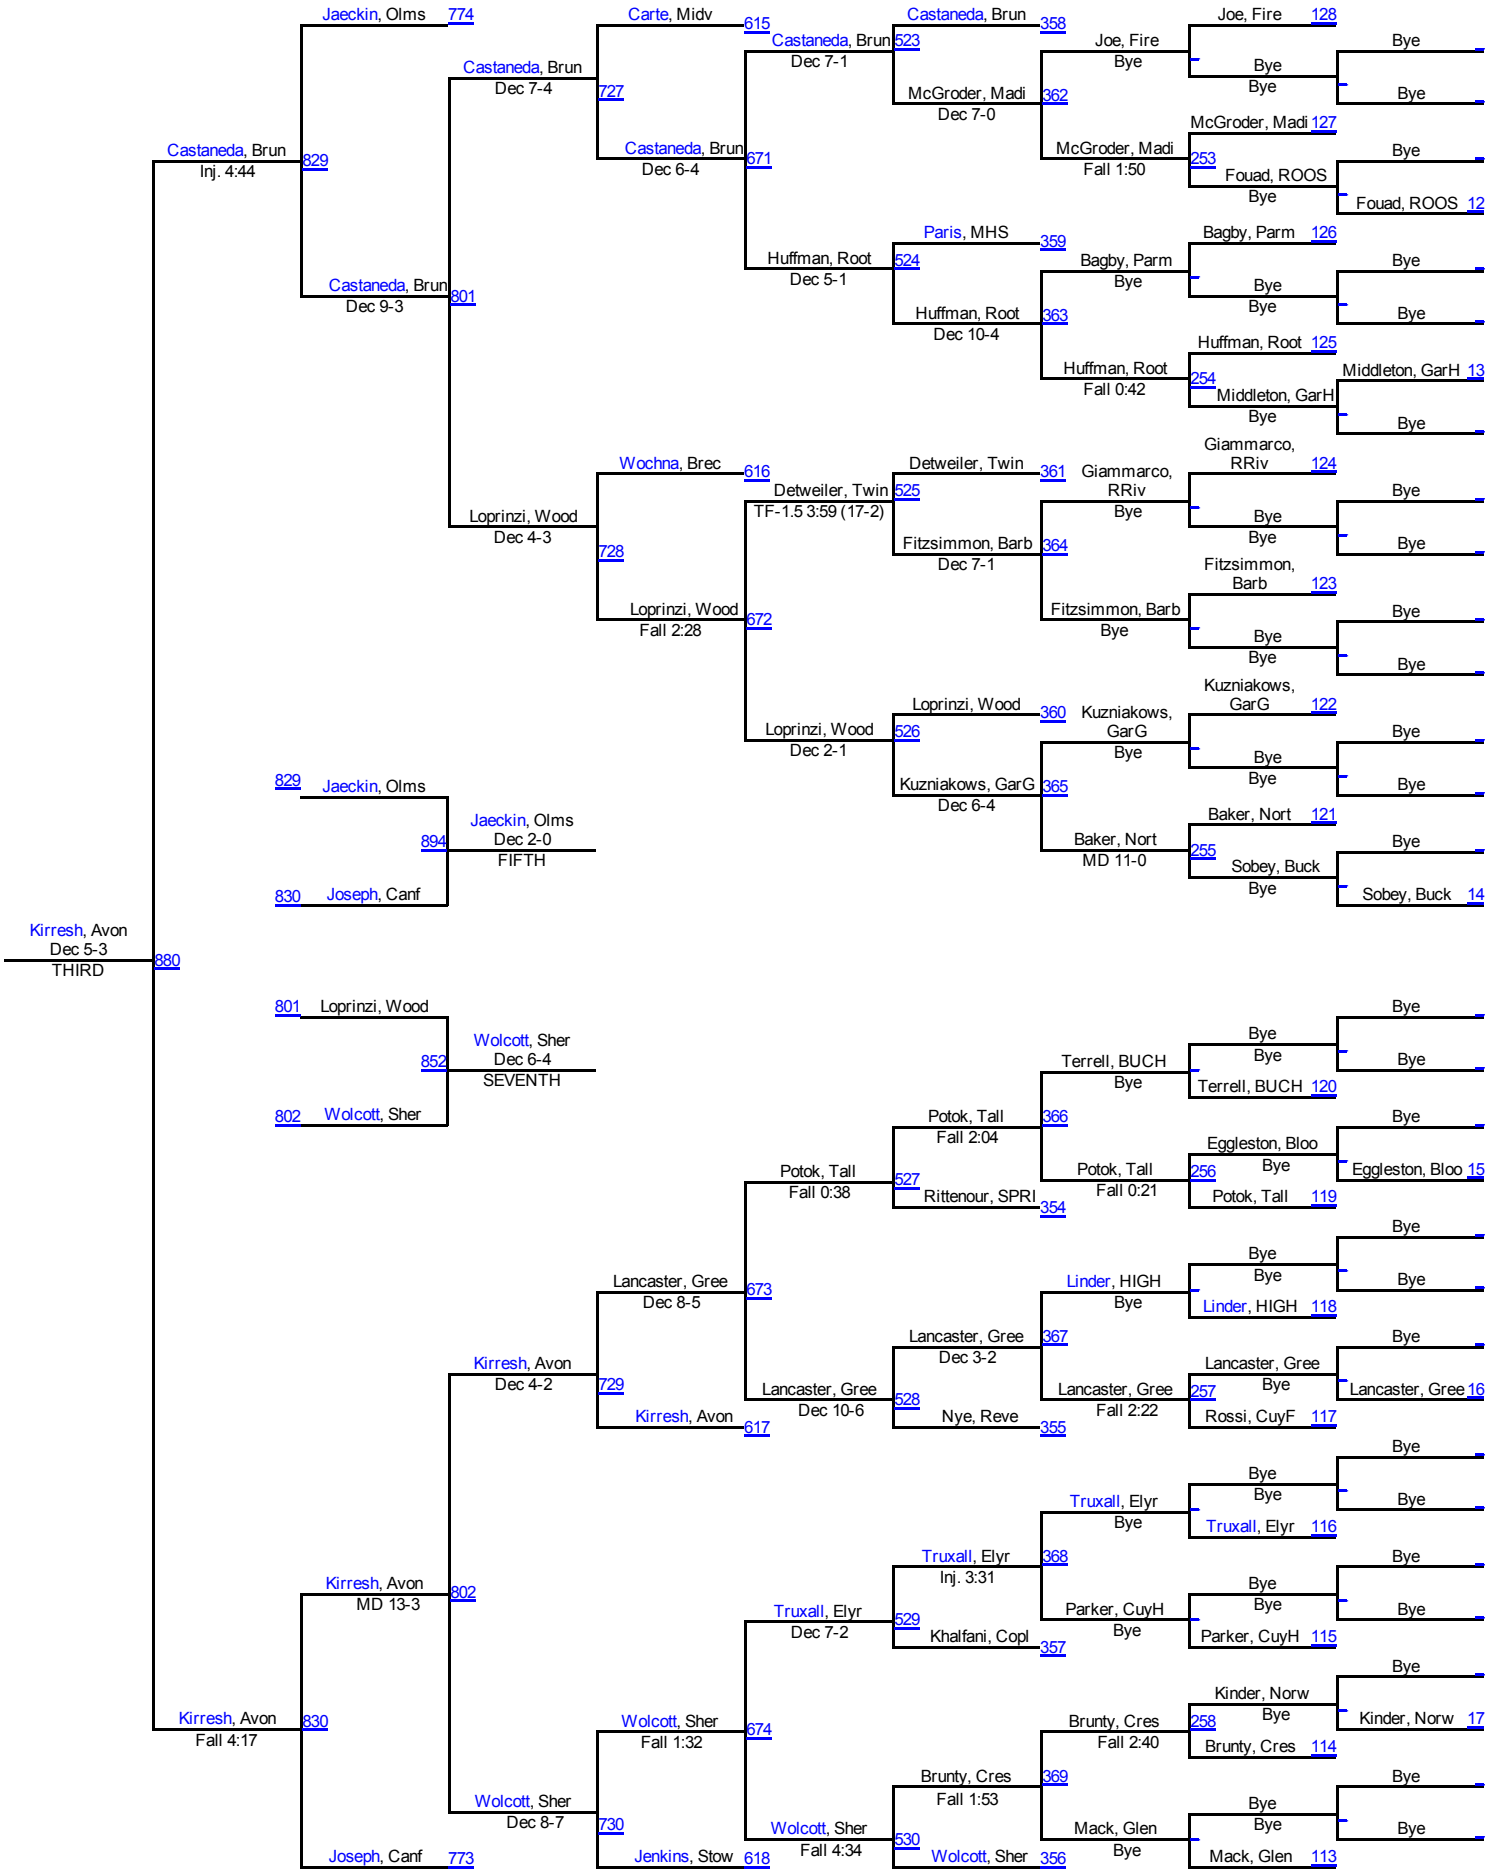 Jaeckin, Olms 774
Carte, Midv 615
Castaneda, Brun 358
Joe, Fire 128
Castaneda, Brun 523
Dec 7-1
Joe, Fire
Bye
Bye
Castaneda, Brun
Dec 7-4
727
McGroder, Madi 362
Dec 7-0
Bye
Bye
Bye
McGroder, Madi 127
Castaneda, Brun
Inj. 4:44
829
Castaneda, Brun
Dec 6-4
671
McGroder, Madi
Fall 1:50
253
Bye
Fouad, ROOS
Bye
Fouad, ROOS 12
Paris, MHS 359
Bagby, Parm 126
Huffman, Root
Dec 5-1
524
Bagby, Parm
Bye
Bye
Castaneda, Brun
Dec 9-3
801
Bye
Bye
Huffman, Root
Dec 10-4
363
Bye
Huffman, Root 125
Huffman, Root
Fall 0:42
254
Middleton, GarH 13
Middleton, GarH
Bye
Bye
Giammarco,
RRiv 124
Wochna, Brec 616
Detweiler, Twin 361
Giammarco,
RRiv
Bye
Detweiler, Twin 525
TF-1.5 3:59 (17-2)
Bye
Loprinzi, Wood
Dec 4-3
Bye
Bye
728
Fitzsimmon, Barb 364
Dec 7-1
Bye
Fitzsimmon,
Barb 123
Loprinzi, Wood
Fall 2:28
672
Fitzsimmon, Barb
Bye
Bye
Bye
Bye
Bye
Kuzniakows,
GarG 122
Loprinzi, Wood 360
Kuzniakows,
GarG
Bye
Loprinzi, Wood
Dec 2-1
526
Bye
Bye
Bye
829 Jaeckin, Olms
Kuzniakows, GarG 365
Dec 6-4
Bye
Baker, Nort 121
Jaeckin, Olms
894 Dec 2-0
FIFTH
Baker, Nort
MD 11-0
255
Bye
Sobey, Buck
Bye
830 Joseph, Canf
Sobey, Buck 14
Kirresh, Avon
Dec 5-3
THIRD
880
801 Loprinzi, Wood
Bye
Wolcott, Sher
852 Dec 6-4
SEVENTH
Bye
Bye
Terrell, BUCH
Bye
Bye
Terrell, BUCH 120
802 Wolcott, Sher
Potok, Tall
Fall 2:04
366
Bye
Eggleston, Bloo
Bye
Potok, Tall
Fall 0:38
527
Potok, Tall
Fall 0:21
256
Eggleston, Bloo 15
Rittenour, SPRI 354
Potok, Tall 119
Bye
Bye
Bye
Lancaster, Gree
Dec 8-5
673
Linder, HIGH
Bye
Bye
Linder, HIGH 118
Lancaster, Gree
Dec 3-2
367
Bye
Kirresh, Avon
Dec 4-2
729
Lancaster, Gree
Bye
Lancaster, Gree
Dec 10-6
528
Lancaster, Gree
Fall 2:22
257
Lancaster, Gree 16
Kirresh, Avon 617
Nye, Reve 355
Rossi, CuyF 117
Bye
Bye
Bye
Truxall, Elyr
Bye
Bye
Truxall, Elyr 116
Truxall, Elyr
Inj. 3:31
368
Bye
Kirresh, Avon
MD 13-3
802
Bye
Bye
Truxall, Elyr
Dec 7-2
529
Parker, CuyH
Bye
Bye
Khalfani, Copl 357
Parker, CuyH 115
Bye
Kirresh, Avon
Fall 4:17
830
Wolcott, Sher
Fall 1:32
674
Kinder, Norw
Bye
Brunty, Cres
Fall 2:40
258
Kinder, Norw 17
Brunty, Cres 114
Brunty, Cres
Fall 1:53
369
Bye
Wolcott, Sher
Dec 8-7
730
Bye
Bye
Wolcott, Sher
Fall 4:34
530
Mack, Glen
Bye
Bye
Joseph, Canf 773
Jenkins, Stow 618
Wolcott, Sher 356
Mack, Glen 113